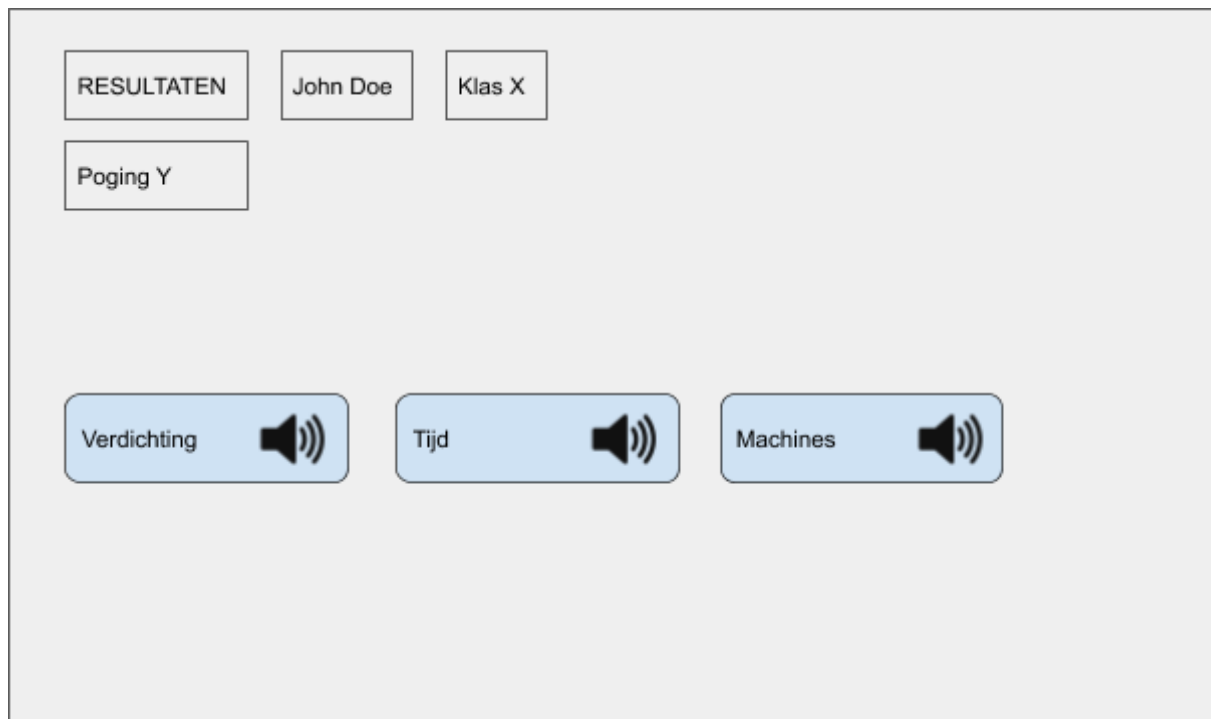 RESULTATEN John Doe Klas X
Poging Y
Verdichting Tijd Machines